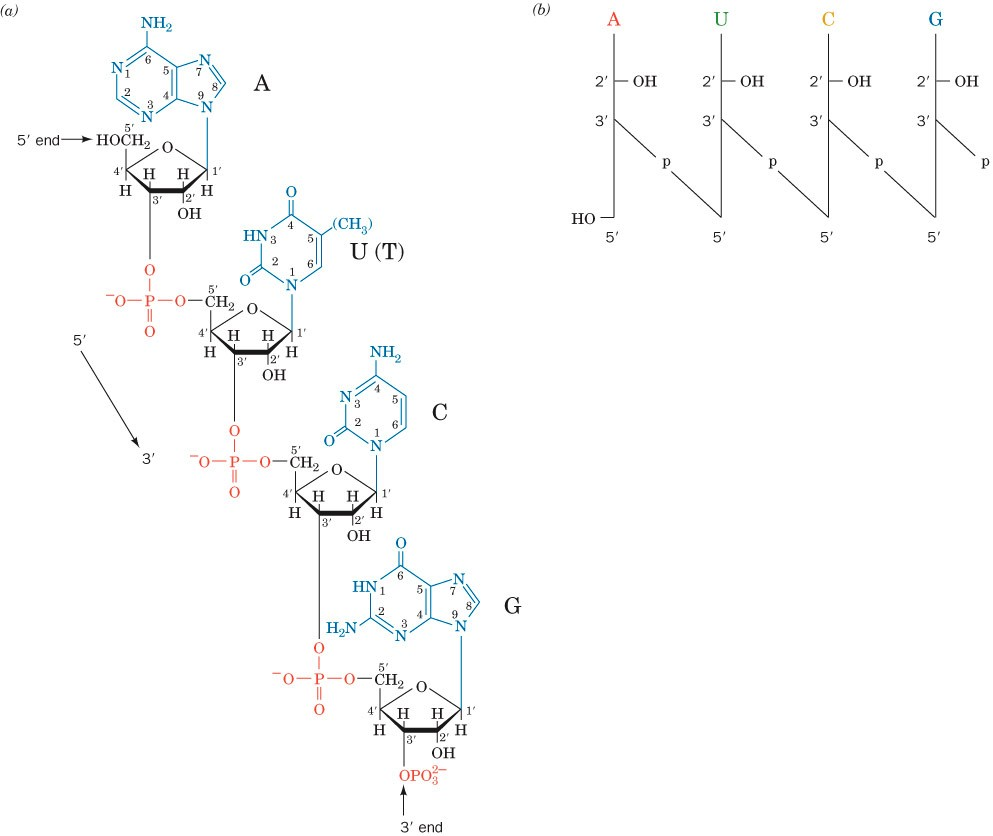 (a)
NH₂
6
N 1
5
N
7
8
2
3
N
4
9
N
A
5′ end
HOCH₂
5′
O
4′
H
H
H
1′
H
3′
2′
OH
O
⁻O—P—O—CH₂
5′
O
O
4
HN 3
5
(CH₃)
2
6
O
1
N
U (T)
O
4′
H
H
H
1′
H
3′
2′
OH
5′
3′
O
⁻O—P—O—CH₂
5′
O
NH₂
4
N 3
5
2
6
O
1
N
C
O
4′
H
H
H
1′
H
3′
2′
OH
O
⁻O—P—O—CH₂
5′
O
O
6
HN 1
5
N
7
8
2
H₂N
3
N
4
9
N
G
O
4′
H
H
H
1′
H
3′
2′
OH
OPO₃²⁻
3′ end
(b)
A U C G
2′ OH 2′ OH 2′ OH 2′ OH
3′ 3′ 3′ 3′
p p p p
HO
5′ 5′ 5′ 5′